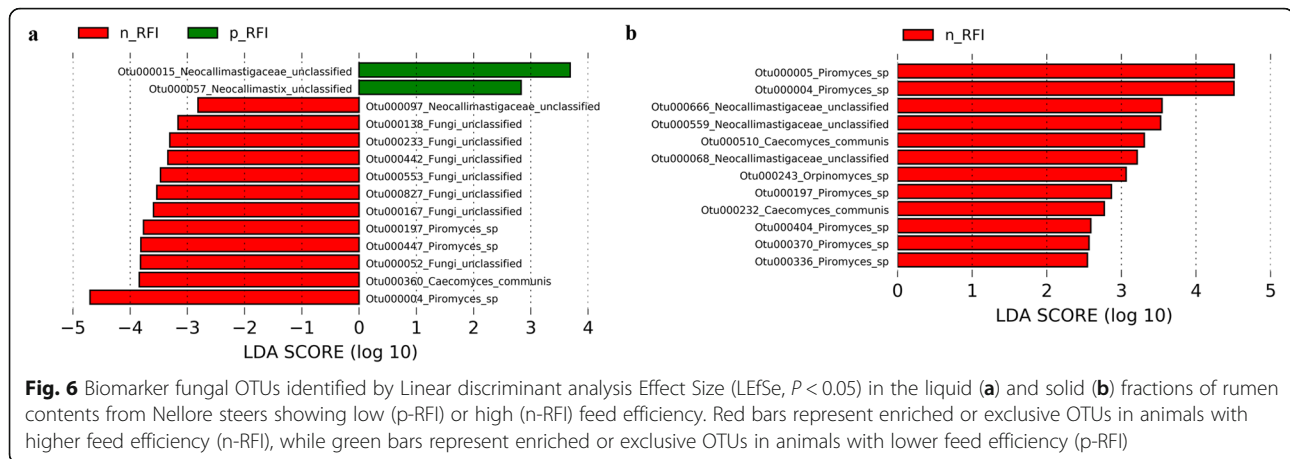 a
n_RFI p_RFI
Otu000015_Neocallimastigaceae_unclassified
Otu000057_Neocallimastix_unclassified
Otu000097_Neocallimastigaceae_unclassified
Otu000138_Fungi_unclassified
Otu000233_Fungi_unclassified
Otu000442_Fungi_unclassified
Otu000553_Fungi_unclassified
Otu000827_Fungi_unclassified
Otu000167_Fungi_unclassified
Otu000197_Piromyces_sp
Otu000447_Piromyces_sp
Otu000052_Fungi_unclassified
Otu000360_Caecomyces_communis
Otu000004_Piromyces_sp
−5 −4 −3 −2 −1 0 1 2 3 4
LDA SCORE (log 10)
b
n_RFI
Otu000005_Piromyces_sp
Otu000004_Piromyces_sp
Otu000666_Neocallimastigaceae_unclassified
Otu000559_Neocallimastigaceae_unclassified
Otu000510_Caecomyces_communis
Otu000068_Neocallimastigaceae_unclassified
Otu000243_Orpinomyces_sp
Otu000197_Piromyces_sp
Otu000232_Caecomyces_communis
Otu000404_Piromyces_sp
Otu000370_Piromyces_sp
Otu000336_Piromyces_sp
0 1 2 3 4 5
LDA SCORE (log 10)
Fig. 6 Biomarker fungal OTUs identified by Linear discriminant analysis Effect Size (LEfSe, P < 0.05) in the liquid (a) and solid (b) fractions of rumen
contents from Nellore steers showing low (p-RFI) or high (n-RFI) feed efficiency. Red bars represent enriched or exclusive OTUs in animals with
higher feed efficiency (n-RFI), while green bars represent enriched or exclusive OTUs in animals with lower feed efficiency (p-RFI)